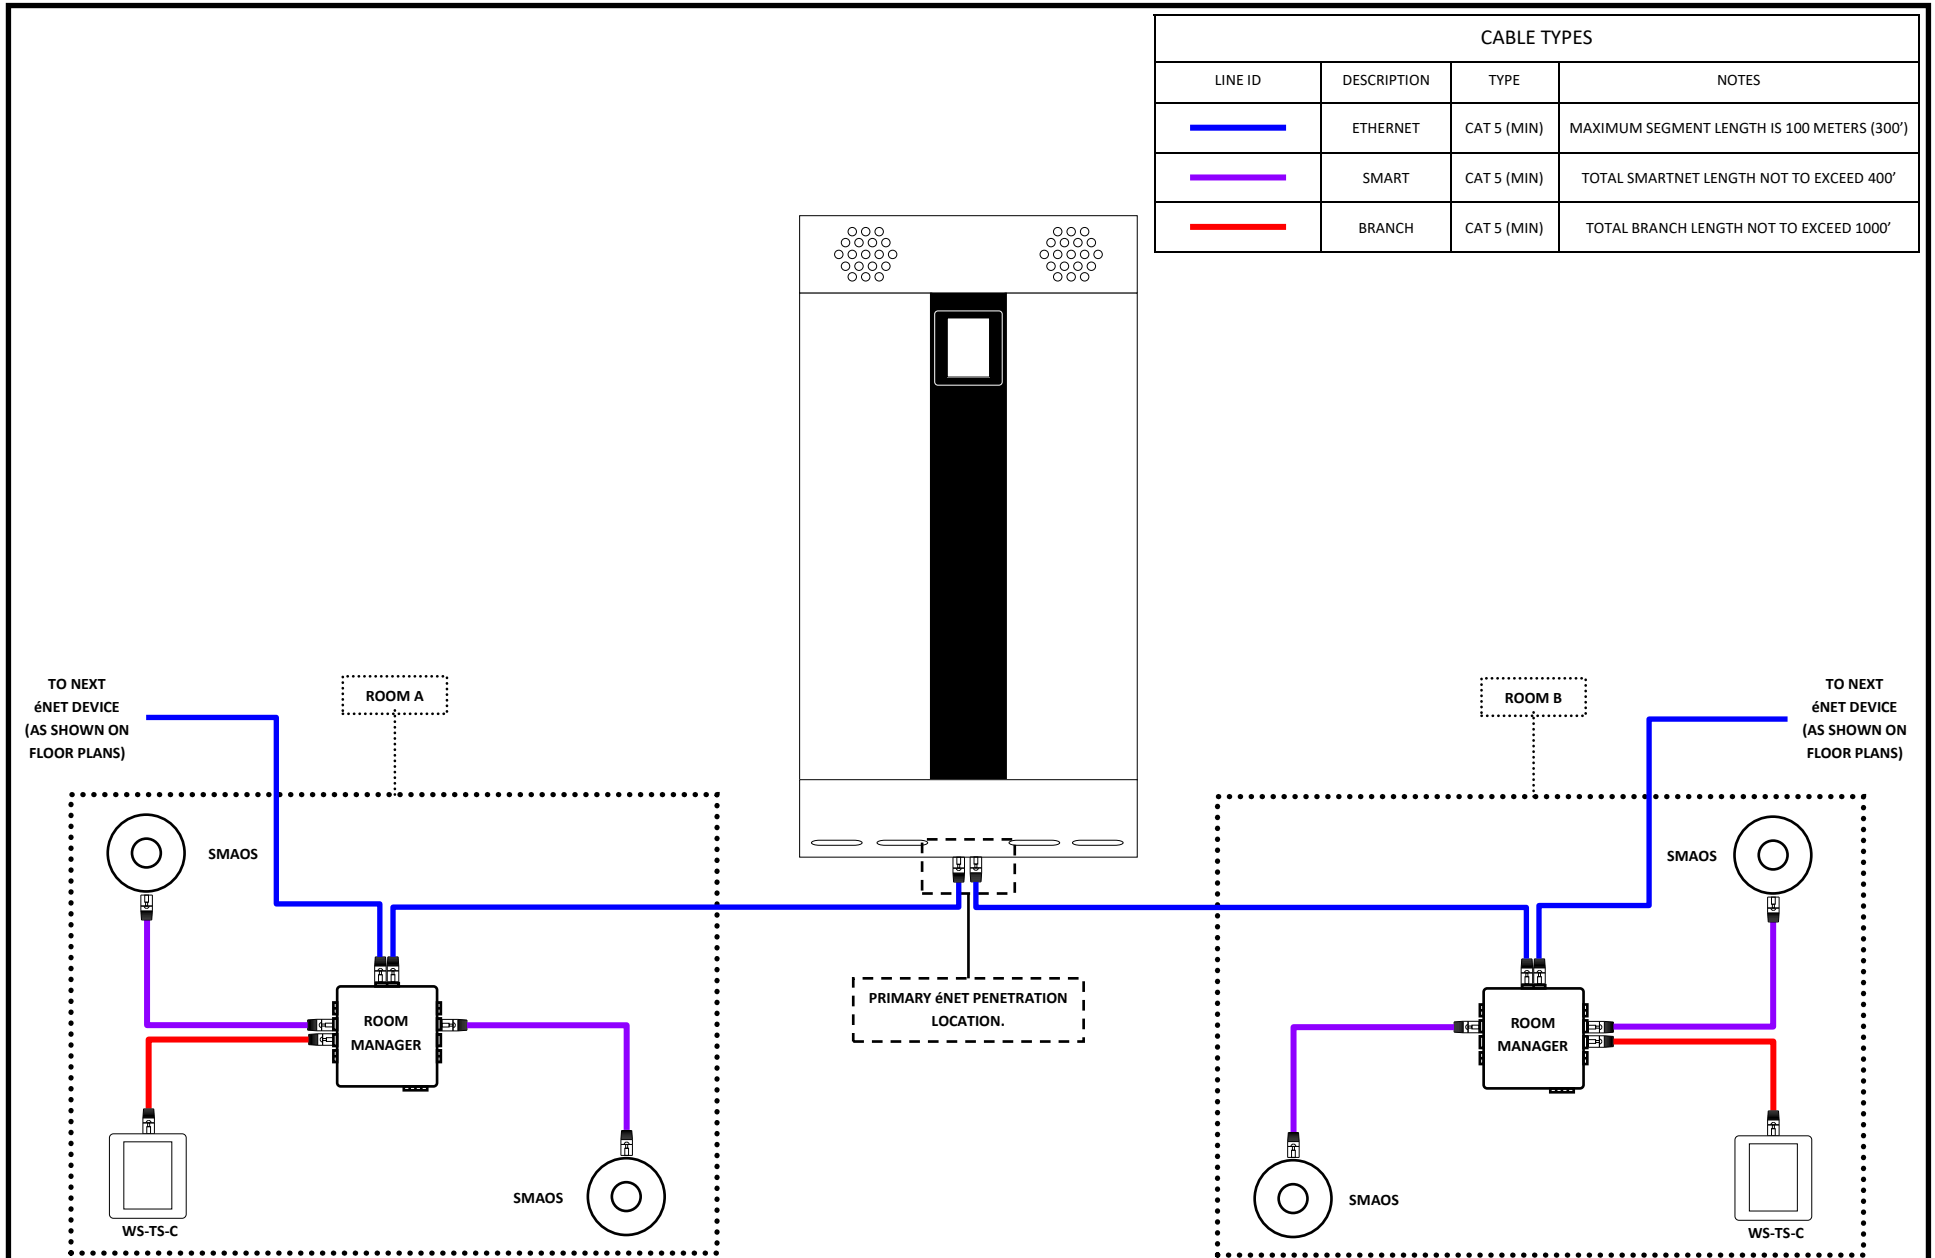 CABLE TYPES
LINE ID DESCRIPTION TYPE NOTES
ETHERNET CAT 5 (MIN) MAXIMUM SEGMENT LENGTH IS 100 METERS (300’)
SMART CAT 5 (MIN) TOTAL SMARTNET LENGTH NOT TO EXCEED 400’
BRANCH CAT 5 (MIN) TOTAL BRANCH LENGTH NOT TO EXCEED 1000’
TO NEXT
éNET DEVICE
(AS SHOWN ON
FLOOR PLANS)
ROOM A
SMAOS
ROOM
MANAGER
SMAOS
WS-TS-C
PRIMARY éNET PENETRATION
LOCATION.
ROOM B
TO NEXT
éNET DEVICE
(AS SHOWN ON
FLOOR PLANS)
SMAOS
ROOM
MANAGER
SMAOS
WS-TS-C